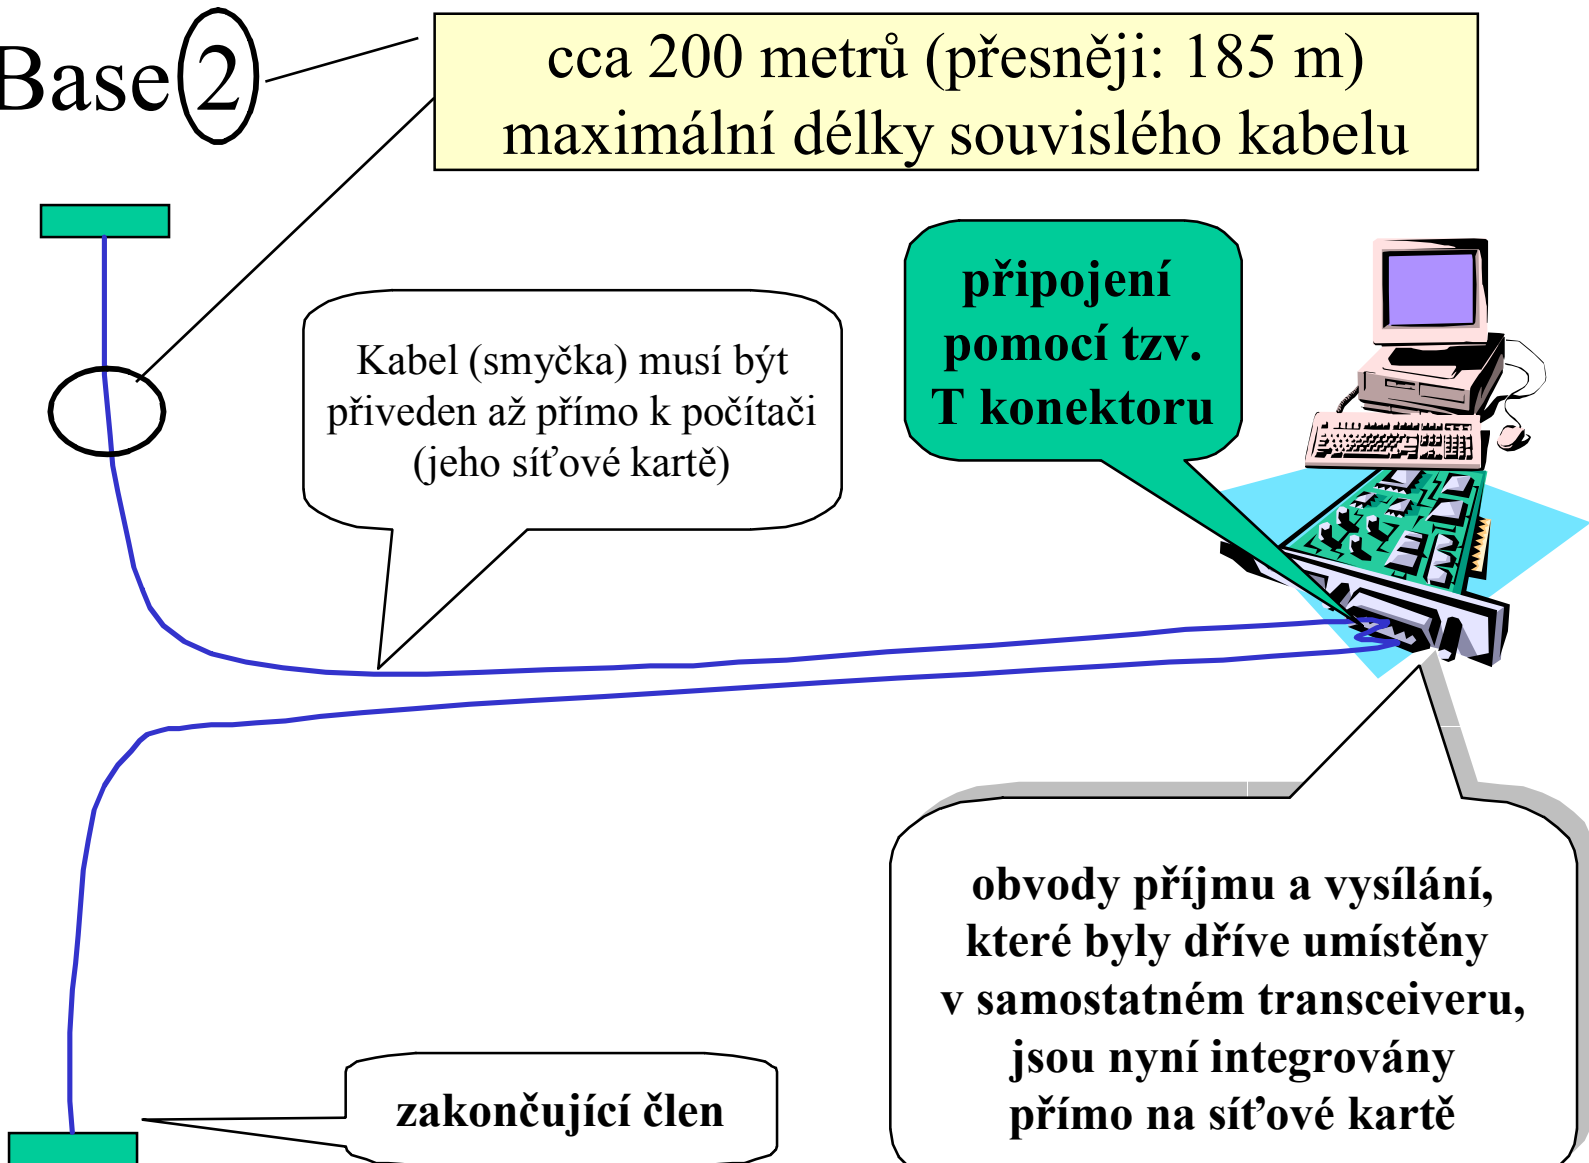 Base2
cca 200 metrů (přesněji: 185 m)
maximální délky souvislého kabelu
Kabel (smyčka) musí být
přiveden až přímo k počítači
(jeho síťové kartě)
připojení
pomocí tzv.
T konektoru
obvody příjmu a vysílání,
které byly dříve umístěny
v samostatném transceiveru,
jsou nyní integrovány
přímo na síťové kartě
zakončující člen